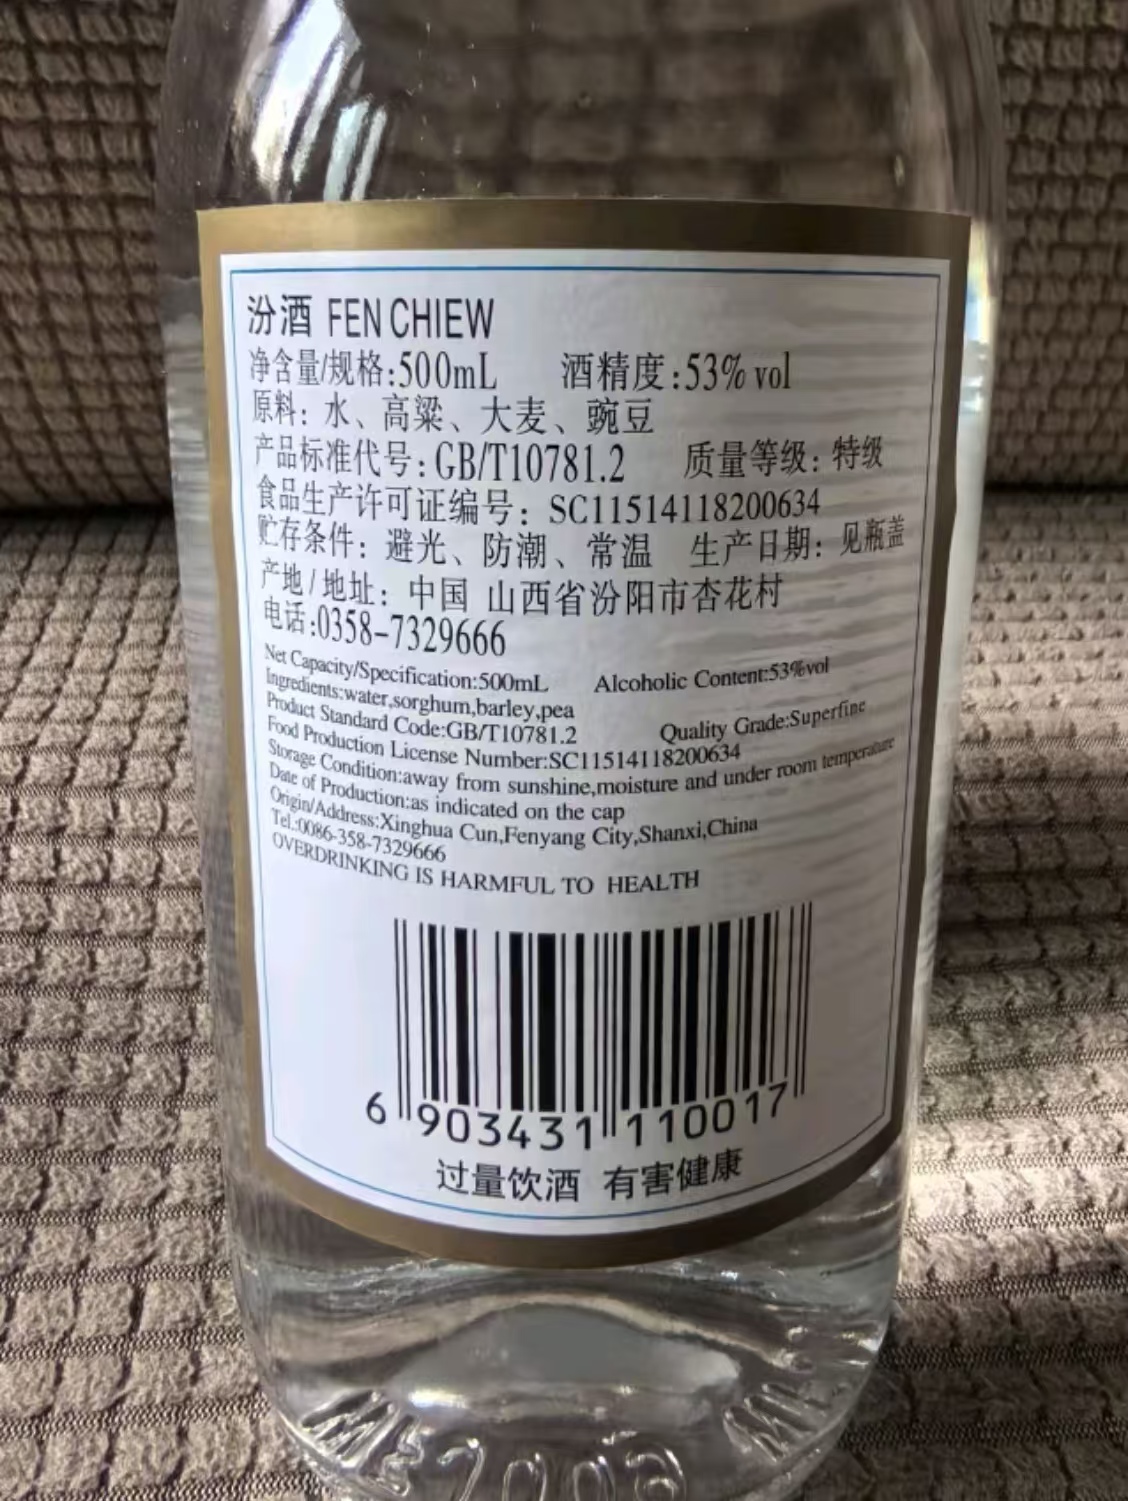 汾酒 FEN CHIEW
净含量/规格:500mL 酒精度:53% vol
原料：水、高粱、大麦、豌豆
产品标准代号:GB/T10781.2 质量等级：特级
食品生产许可证编号：SC11514118200634
贮存条件：避光、防潮、常温 生产日期：见瓶盖
产地/地址：中国 山西省汾阳市杏花村
电话:0358-7329666
Net Capacity/Specification:500mL Alcoholic Content:53%vol
Ingredients:water,sorghum,barley,pea
Product Standard Code:GB/T10781.2 Quality Grade:Superfine
Food Production License Number:SC11514118200634
Storage Condition:away from sunshine,moisture and under room temperature
Date of Production:as indicated on the cap
Origin/Address:Xinghua Cun,Fenyang City,Shanxi,China
Tel.:0086-358-7329666
OVERDRINKING IS HARMFUL TO HEALTH
6 903431 110017
过量饮酒 有害健康